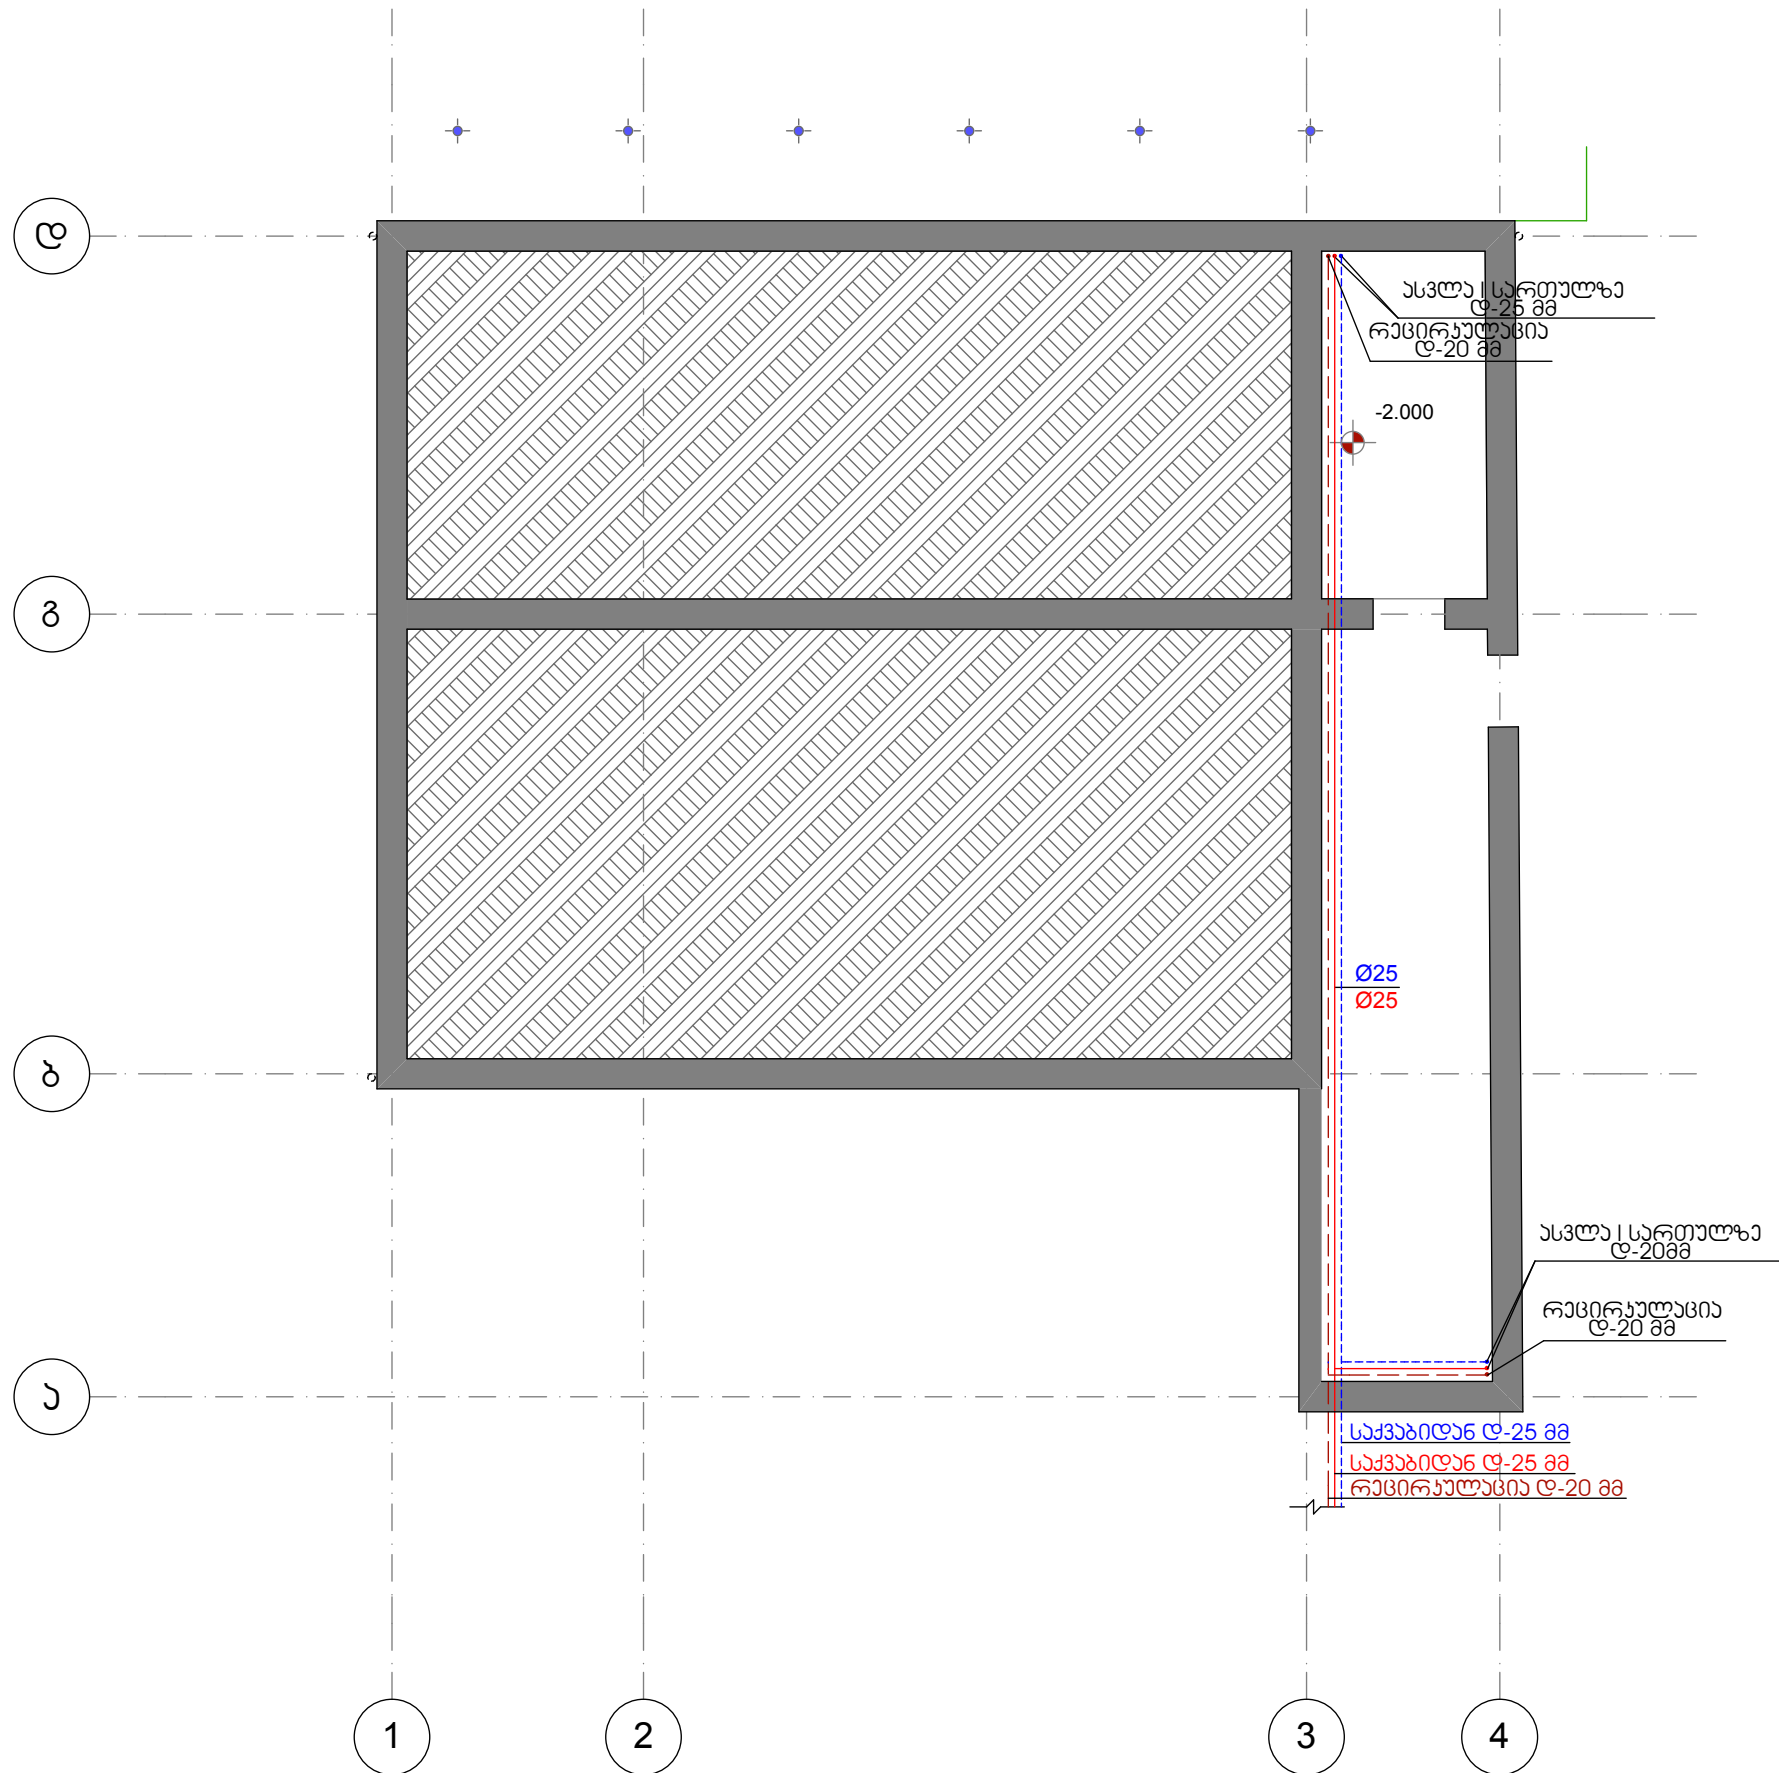 დ
ასვლა I სართულზე
დ-25 მმ
რეცირკულაცია
დ-20 მმ
-2.000
გ
Ø25
Ø25
ბ
ასვლა I სართულზე
დ-20მმ
რეცირკულაცია
დ-20 მმ
ა
საქვაბიდან დ-25 მმ
საქვაბიდან დ-25 მმ
რეცირკულაცია დ-20 მმ
1
2
3
4